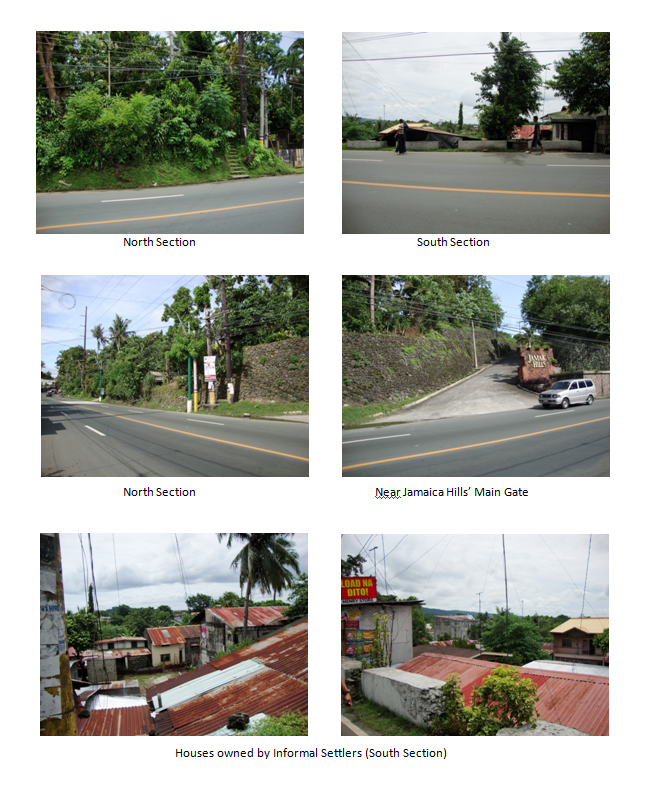 North Section
South Section
JAMAICA
HILLS
North Section
Near Jamaica Hills' Main Gate
LOAD NA
DITO!
Houses owned by Informal Settlers (South Section)